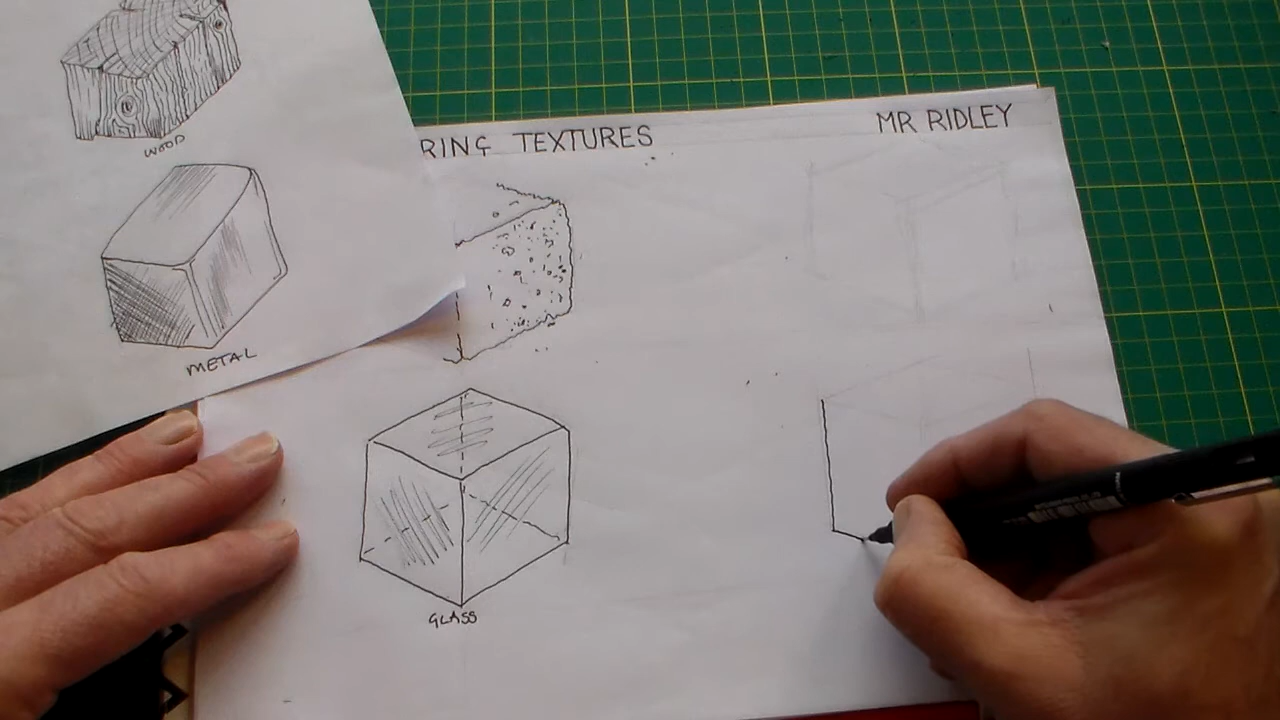 WOOD
METAL
RING TEXTURES
MR RIDLEY
GLASS